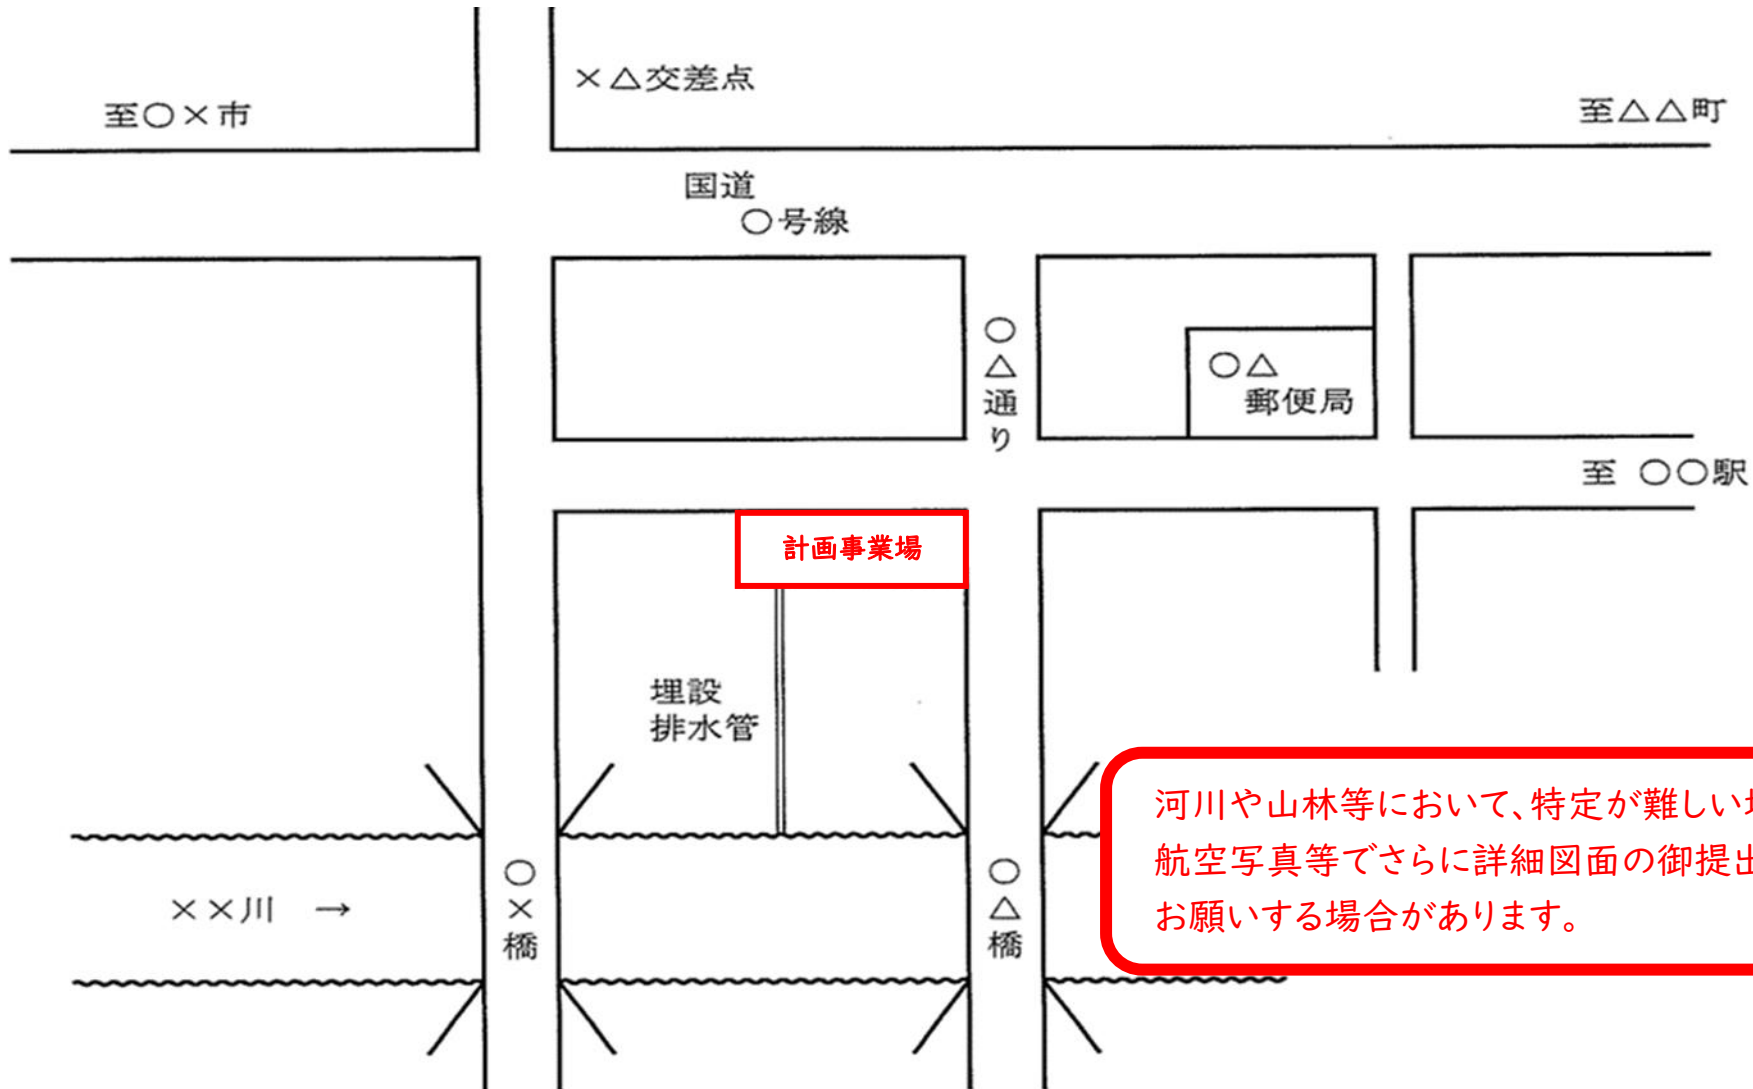 ×△交差点
至○×市
至△△町
国道
○号線
○△通り
○△
郵便局
至 ○○駅
計画事業場
埋設
排水管
河川や山林等において、特定が難しい
航空写真等でさらに詳細図面の御提出
お願いする場合があります。
××川 →
○×橋
○△橋